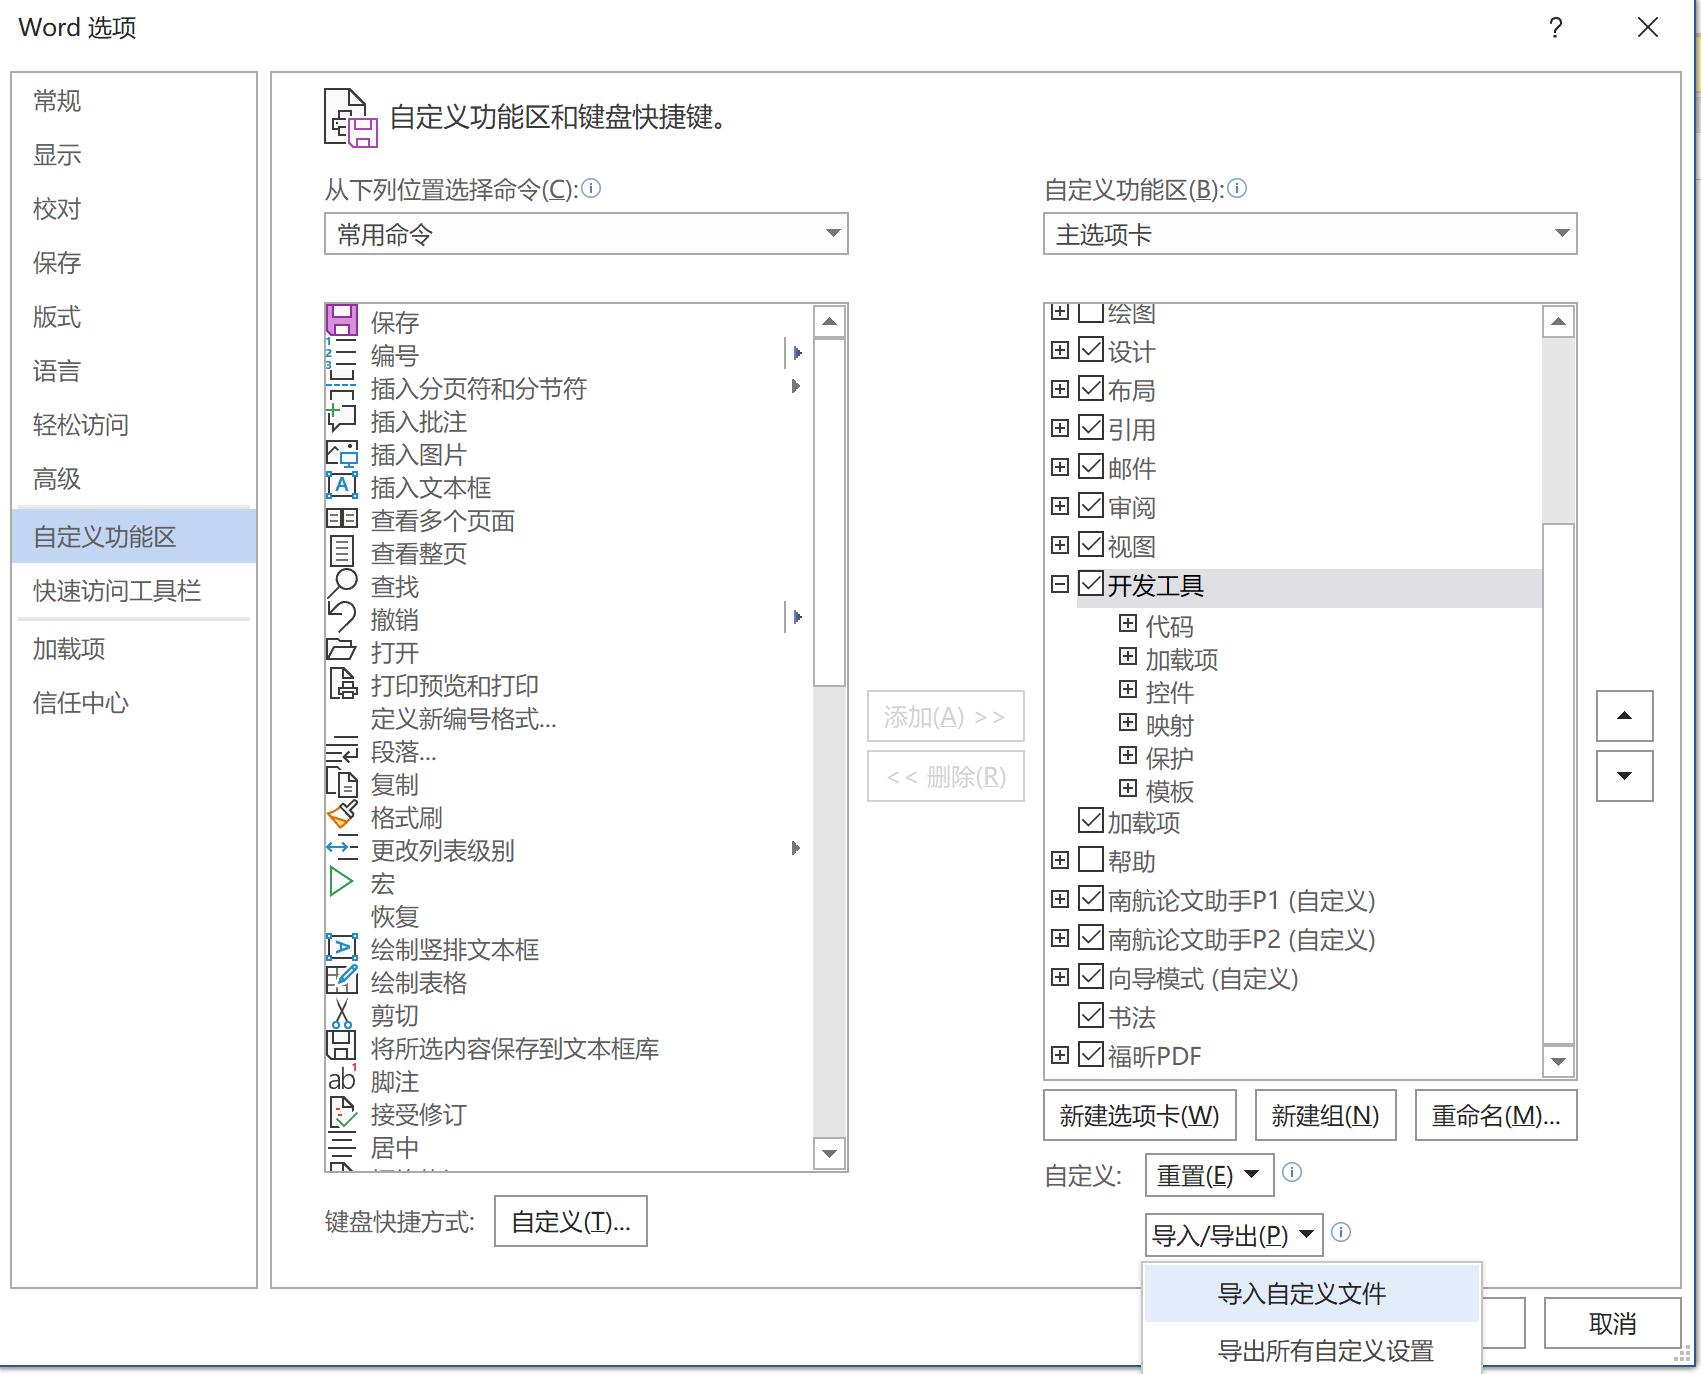 Word 选项
?
常规
显示
校对
保存
版式
语言
轻松访问
高级
自定义功能区
快速访问工具栏
加载项
信任中心
自定义功能区和键盘快捷键。
从下列位置选择命令(C):
常用命令
保存
编号
插入分页符和分节符
插入批注
插入图片
插入文本框
查看多个页面
查看整页
查找
撤销
打开
打印预览和打印
定义新编号格式...
段落...
复制
格式刷
更改列表级别
宏
恢复
绘制竖排文本框
绘制表格
剪切
将所选内容保存到文本框库
脚注
接受修订
居中
键盘快捷方式:
自定义(T)...
添加(A) >>
<< 删除(R)
自定义功能区(B):
主选项卡
绘图
设计
布局
引用
邮件
审阅
视图
开发工具
代码
加载项
控件
映射
保护
模板
加载项
帮助
南航论文助手P1 (自定义)
南航论文助手P2 (自定义)
向导模式 (自定义)
书法
福昕PDF
新建选项卡(W)
新建组(N)
重命名(M)...
自定义:
重置(E)
导入/导出(P)
导入自定义文件
导出所有自定义设置
取消